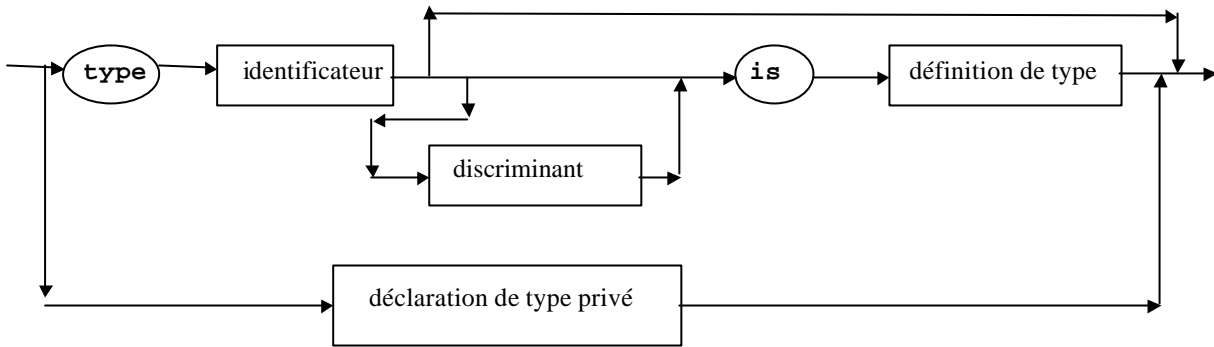 type
identificateur
is
définition de type
discriminant
déclaration de type privé